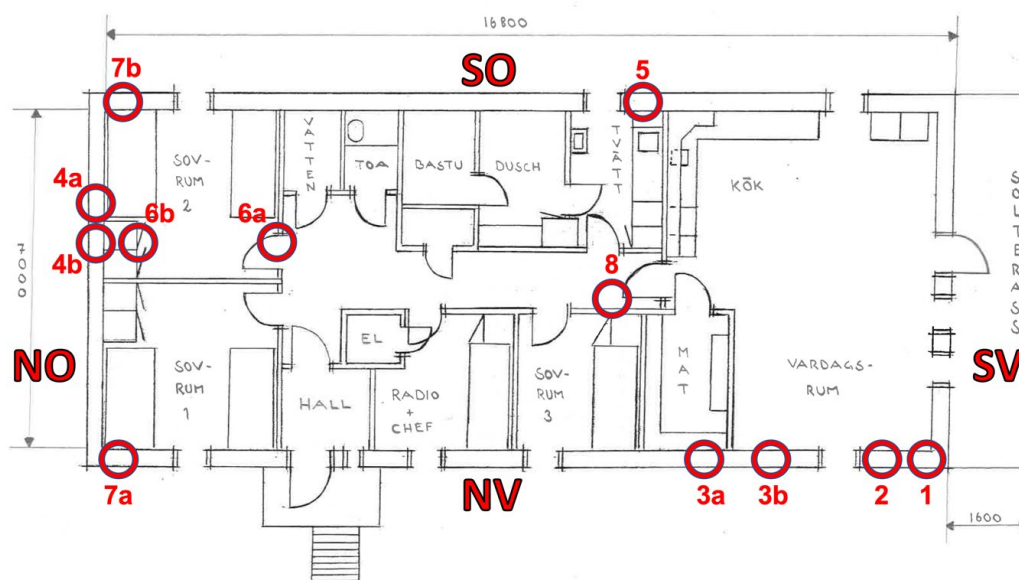 16800
7b
SO
5
VATTEN
TOA
BASTU
DUSCH
TVÄTT
KÖK
SOV-
RUM
2
4a
6b
6a
4b
7000
8
SOLTERASS
NO
SOV-
RUM
1
EL
HALL
RADIO
+
CHEF
SOV-
RUM
3
MAT
VARDAGS-
RUM
SV
7a
NV
3a
3b
2
1
1600